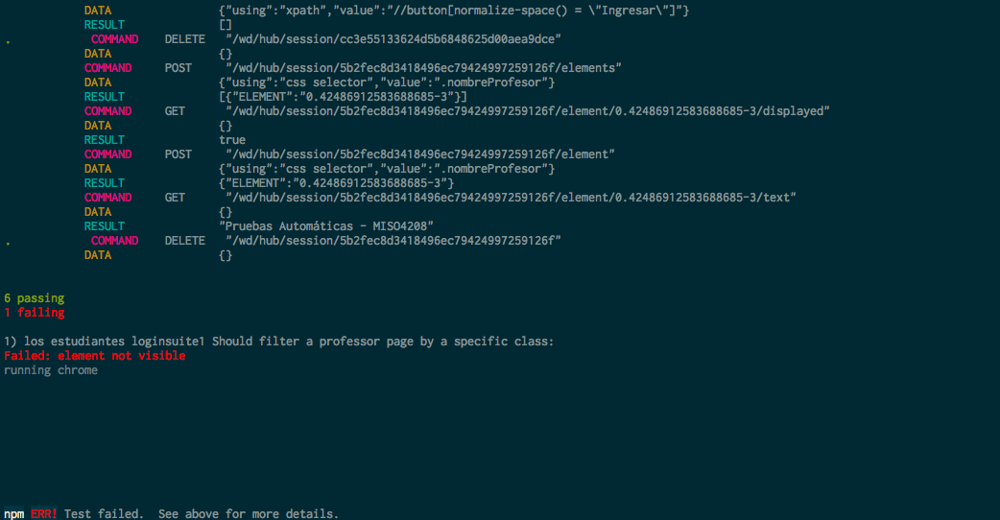 DATA {"using":"xpath","value":"//button[normalize-space() = \"Ingresar\"]"}
RESULT []
. COMMAND DELETE "/wd/hub/session/cc3e55133624d5b6848625d00aea9dce"
DATA {}
COMMAND POST "/wd/hub/session/5b2fec8d3418496ec79424997259126f/elements"
DATA {"using":"css selector","value":".nombreProfesor"}
RESULT [{"ELEMENT":"0.42486912583688685-3"}]
COMMAND GET "/wd/hub/session/5b2fec8d3418496ec79424997259126f/element/0.42486912583688685-3/displayed"
DATA {}
RESULT true
COMMAND POST "/wd/hub/session/5b2fec8d3418496ec79424997259126f/element"
DATA {"using":"css selector","value":".nombreProfesor"}
RESULT {"ELEMENT":"0.42486912583688685-3"}
COMMAND GET "/wd/hub/session/5b2fec8d3418496ec79424997259126f/element/0.42486912583688685-3/text"
DATA {}
RESULT "Pruebas Automáticas - MISO4208"
. COMMAND DELETE "/wd/hub/session/5b2fec8d3418496ec79424997259126f"
DATA {}
6 passing
1 failing
1) los estudiantes loginsuite1 Should filter a professor page by a specific class:
Failed: element not visible
running chrome
npm ERR! Test failed.  See above for more details.